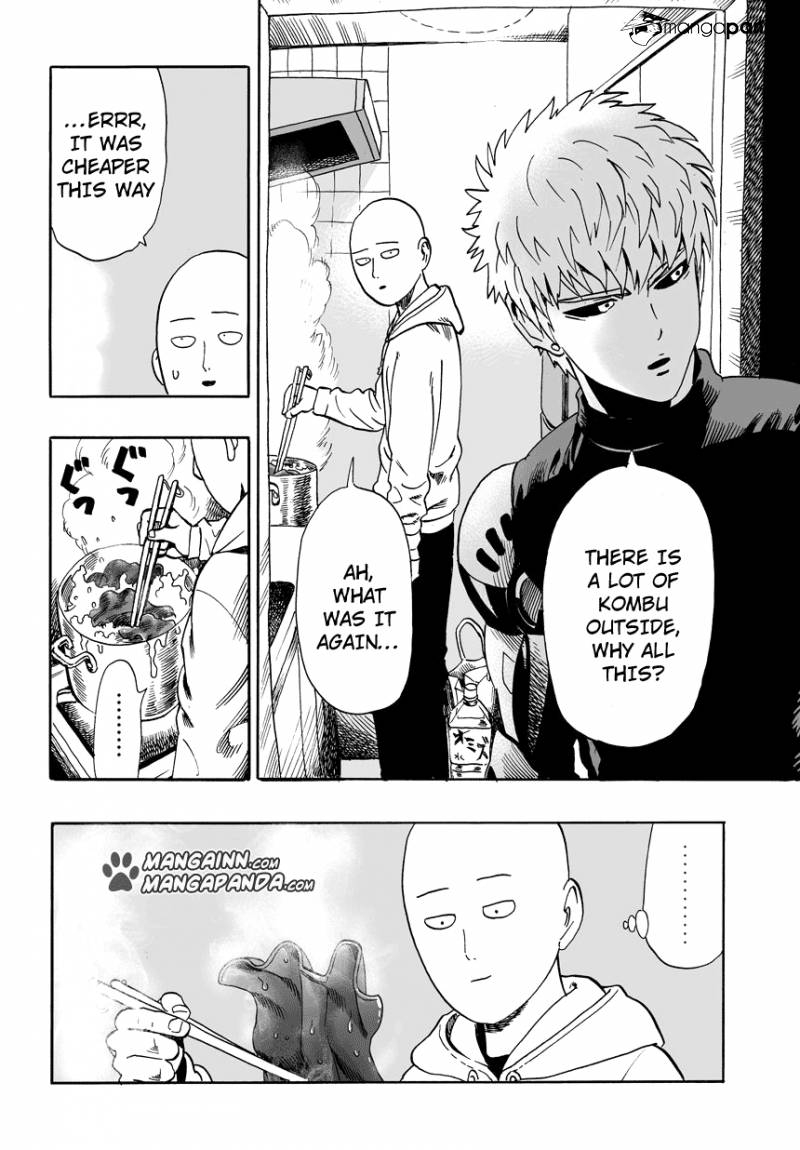 mangapan
THERE IS
A LOT OF
KOMBU
OUTSIDE,
WHY ALL
THIS?
AH,
WHAT
WAS IT
AGAIN...
...ERRR,
IT WAS
CHEAPER
THIS WAY
ぐっ
ぐっ
........
.........
MANGAINN.COM
MANGAPANDA.COM